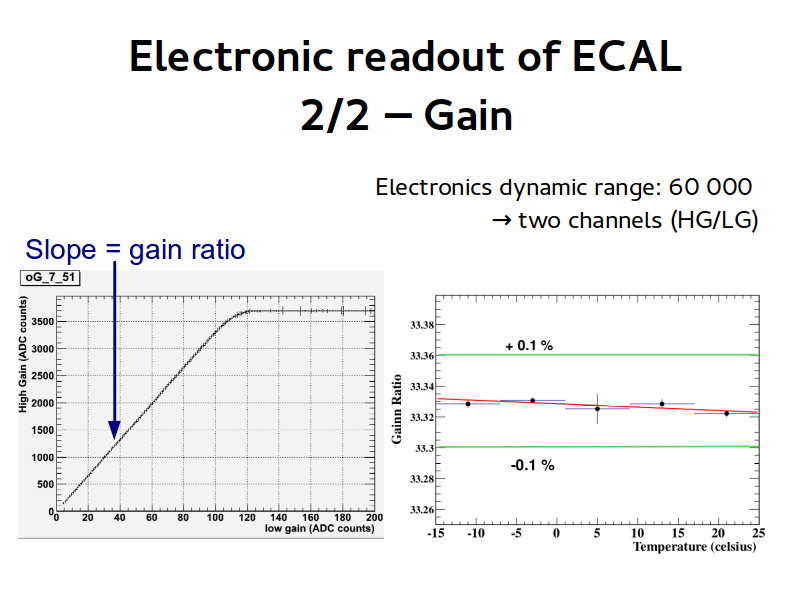 Electronic readout of ECAL
2/2 – Gain
Electronics dynamic range: 60 000
→ two channels (HG/LG)
Slope = gain ratio
oG_7_51
High Gain (ADC counts)
3500
3000
2500
2000
1500
1000
500
0
0 20 40 60 80 100 120 140 160 180 200
low gain (ADC counts)
Gainn Ratio
33.38
33.36
33.34
33.32
33.3
33.28
33.26
+ 0.1 %
-0.1 %
-15 -10 -5 0 5 10 15 20 25
Temperature (celsius)